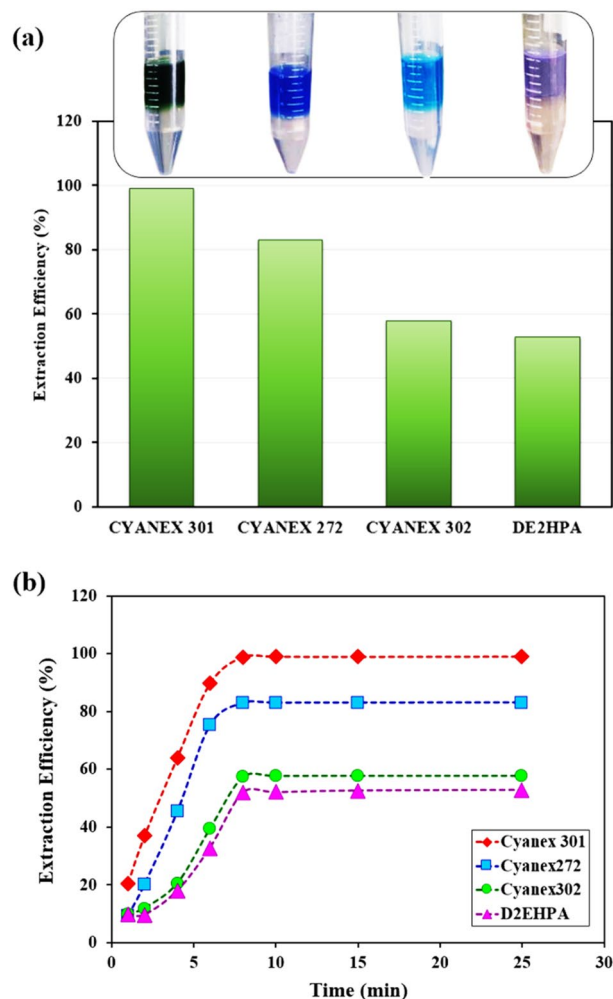 (a)
120
100
80
60
40
20
0
Extraction Efficiency (%)
CYANEX 301 CYANEX 272 CYANEX 302 DE2HPA
(b)
120
100
80
60
40
20
0
Extraction Efficiency (%)
Cyanex 301
Cyanex272
Cyanex302
D2EHPA
0 5 10 15 20 25 30
Time (min)